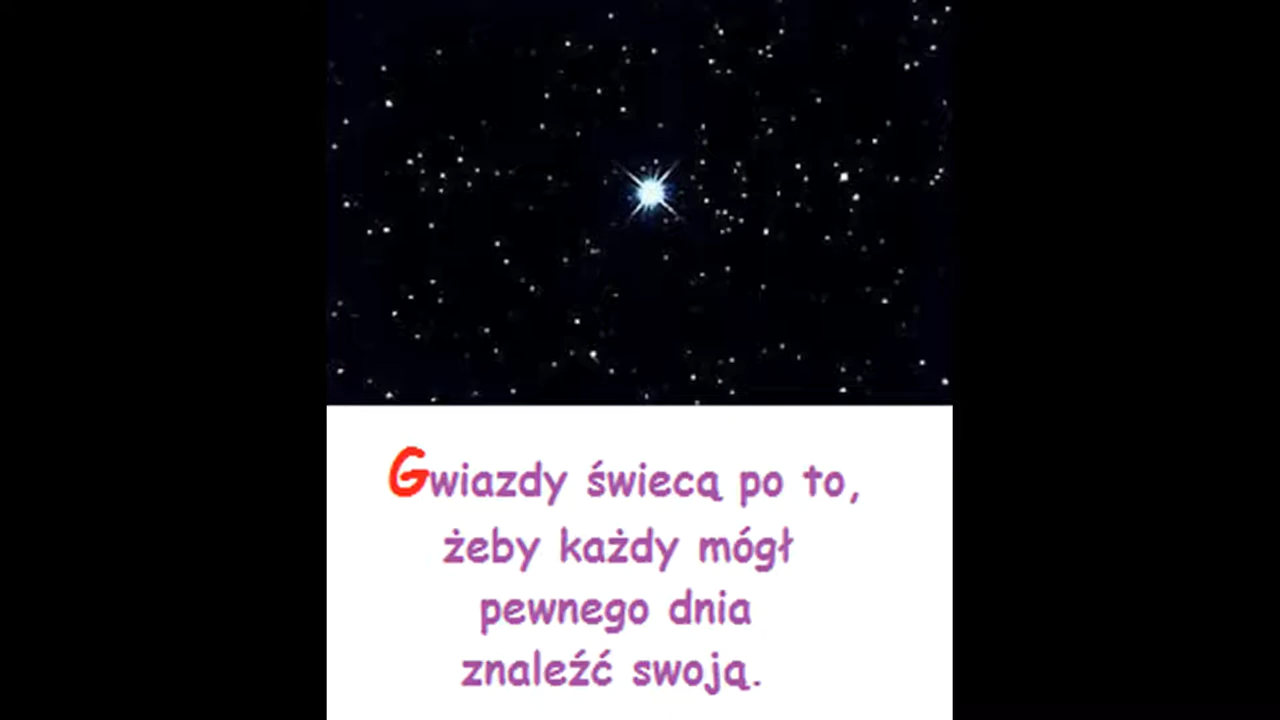 Gwiazdy świecą po to,
żeby każdy mógł
pewnego dnia
znaleźć swoją.